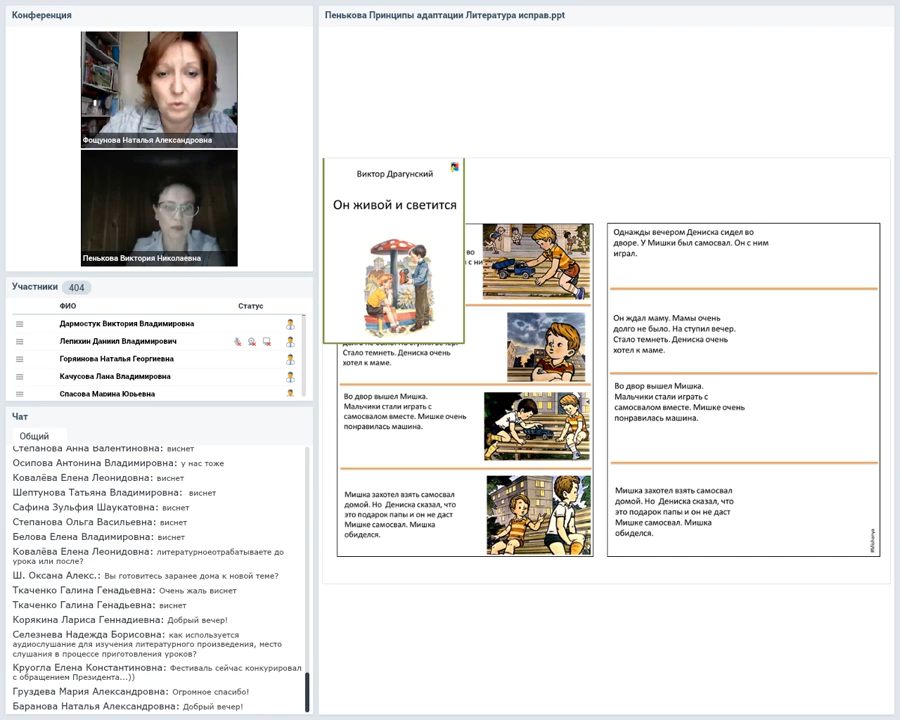 Конференция
Фощунова Наталья Александровна
Пенькова Виктория Николаевна
Участники 404
ФИО Статус
Дармостук Виктория Владимировна
Лепихин Даниил Владимирович
Горяинова Наталья Георгиевна
Качусова Лана Владимировна
Спасова Марина Юрьевна
Чат
Общий
Степанова Анна Валентиновна: виснет
Осипова Антонина Владимировна: у нас тоже
Ковалёва Елена Леонидовна: виснет
Шептунова Татьяна Владимировна: виснет
Сафина Зульфия Шаукатовна: виснет
Степанова Ольга Васильевна: виснет
Белова Елена Владимировна: виснет
Ковалёва Елена Леонидовна: литературноеотрабатываете до
урока или после?
Ш. Оксана Алекс.: Вы готовитесь заранее дома к новой теме?
Ткаченко Галина Генадьевна: Очень жаль виснет
Ткаченко Галина Генадьевна: виснет
Корякина Лариса Геннадиевна: Добрый вечер!
Селезнева Надежда Борисовна: как используется
аудиослушание для изучения литературного произведения, место
слушания в процессе приготовления уроков?
Круогла Елена Константиновна: Фестиваль сейчас конкурировал
с обращением Президента...))
Груздева Мария Александровна: Огромное спасибо!
Баранова Наталья Александровна: Добрый вечер!
Пенькова Принципы адаптации Литература исправ.ppt
Виктор Драгунский
Он живой и светится
во
с ни
Стало темнеть. Дениска очень
хотел к маме.
Во двор вышел Мишка.
Мальчики стали играть с
самосвалом вместе. Мишке очень
понравилась машина.
Мишка захотел взять самосвал
домой. Но Дениска сказал, что
это подарок папы и он не даст
Мишке самосвал. Мишка
обиделся.
Однажды вечером Дениска сидел во
дворе. У Мишки был самосвал. Он с ним
играл.
Он ждал маму. Мамы очень
долго не было. На ступил вечер.
Стало темнеть. Дениска очень
хотел к маме.
Во двор вышел Мишка.
Мальчики стали играть с
самосвалом вместе. Мишке очень
понравилась машина.
Мишка захотел взять самосвал
домой. Но Дениска сказал, что
это подарок папы и он не даст
Мишке самосвал. Мишка
обиделся.